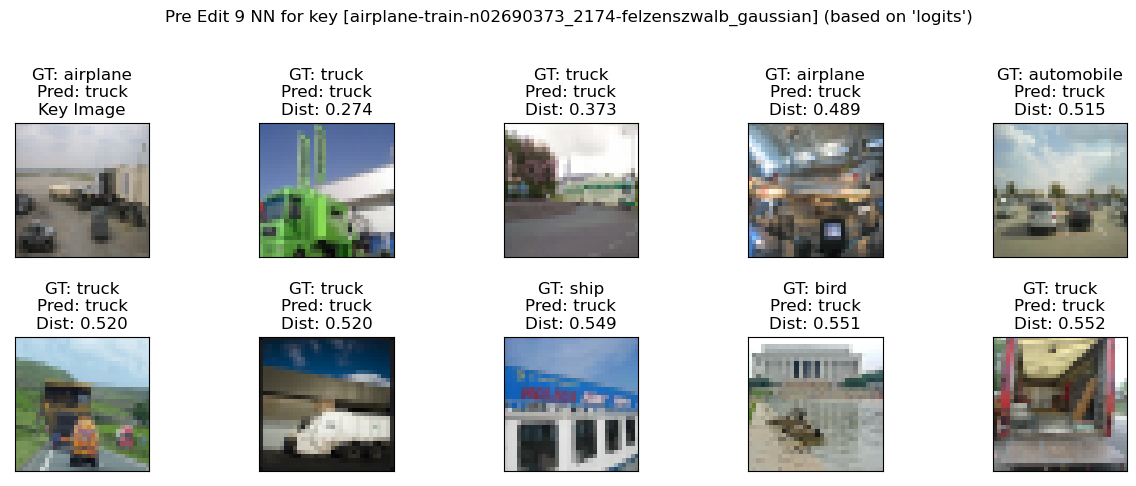 Pre Edit 9 NN for key [airplane-train-n02690373_2174-felzenszwalb_gaussian] (based on 'logits')
GT: airplane
Pred: truck
Key Image
GT: truck
Pred: truck
Dist: 0.274
GT: truck
Pred: truck
Dist: 0.373
GT: airplane
Pred: truck
Dist: 0.489
GT: automobile
Pred: truck
Dist: 0.515
GT: truck
Pred: truck
Dist: 0.520
GT: truck
Pred: truck
Dist: 0.520
GT: ship
Pred: truck
Dist: 0.549
GT: bird
Pred: truck
Dist: 0.551
GT: truck
Pred: truck
Dist: 0.552